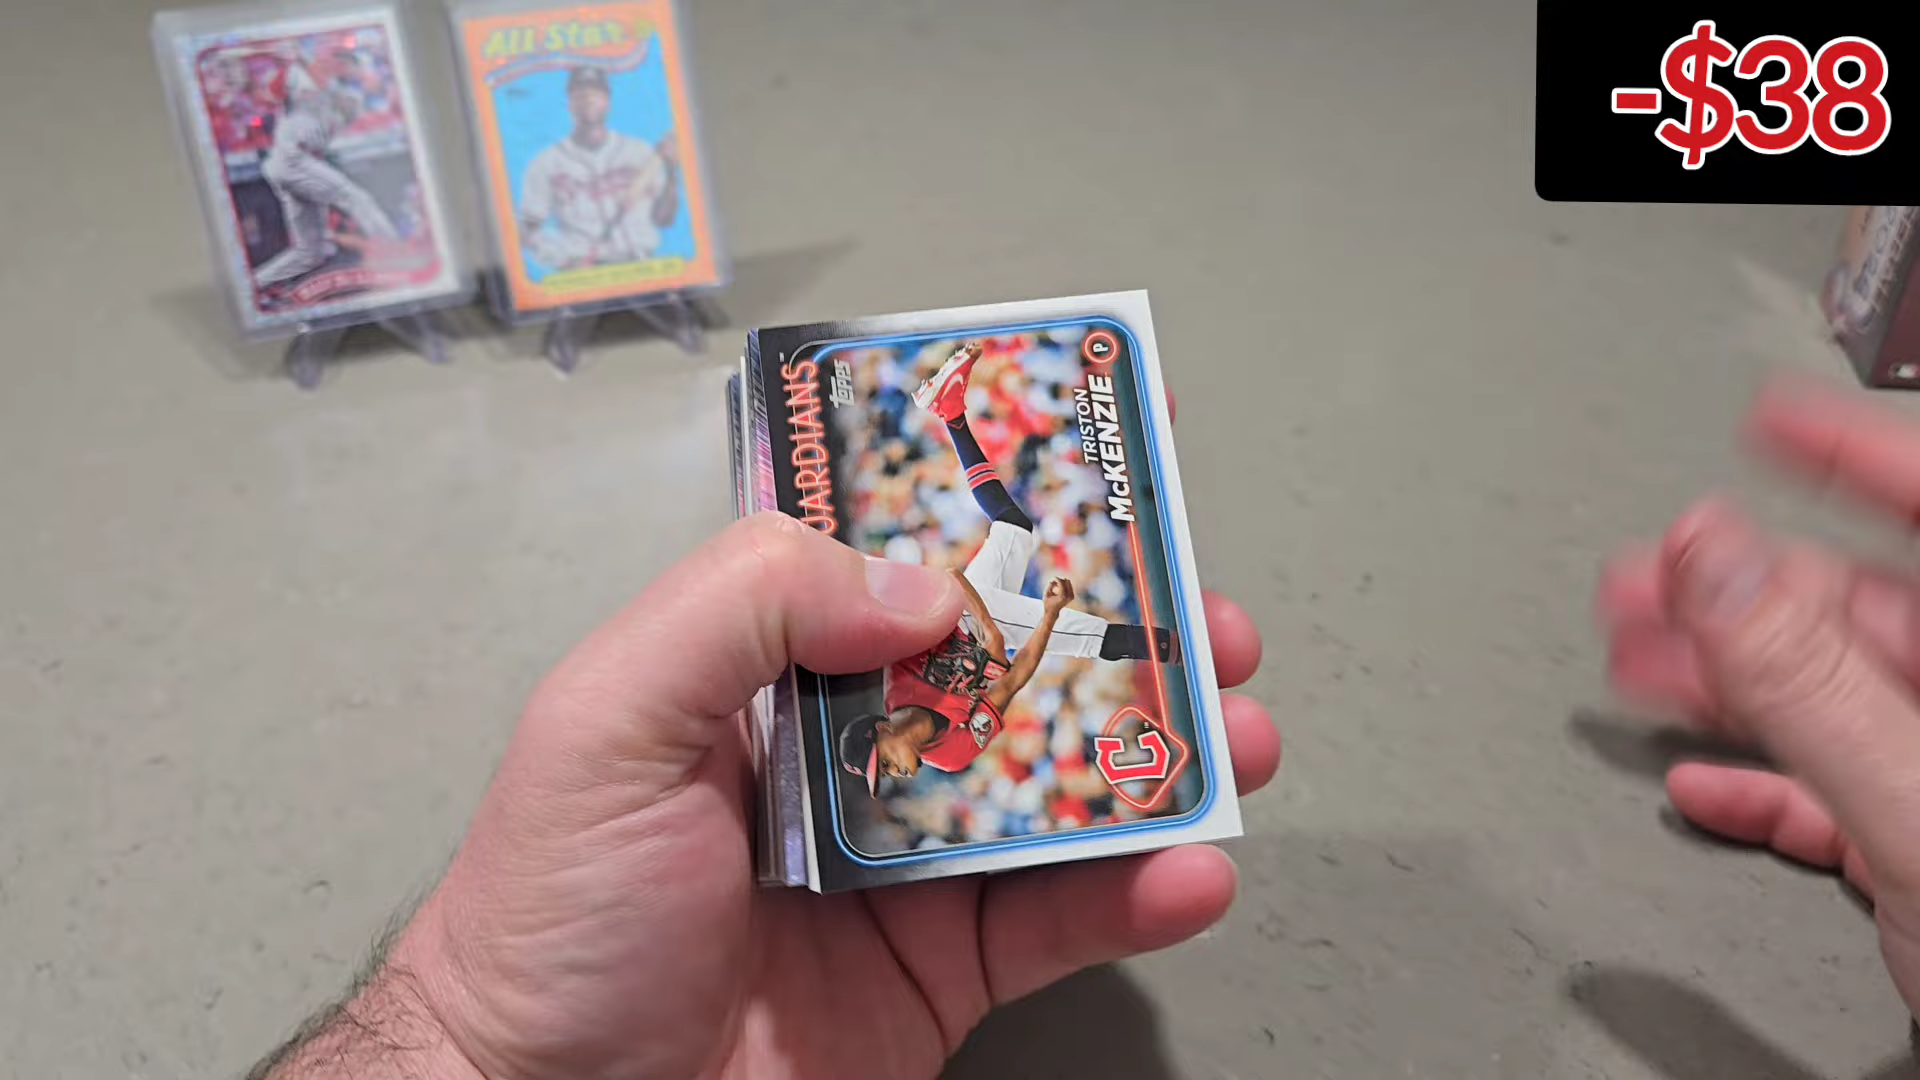 All Star
-$38
GUARDIANS
Topps
P
TRISTON
McKENZIE
C